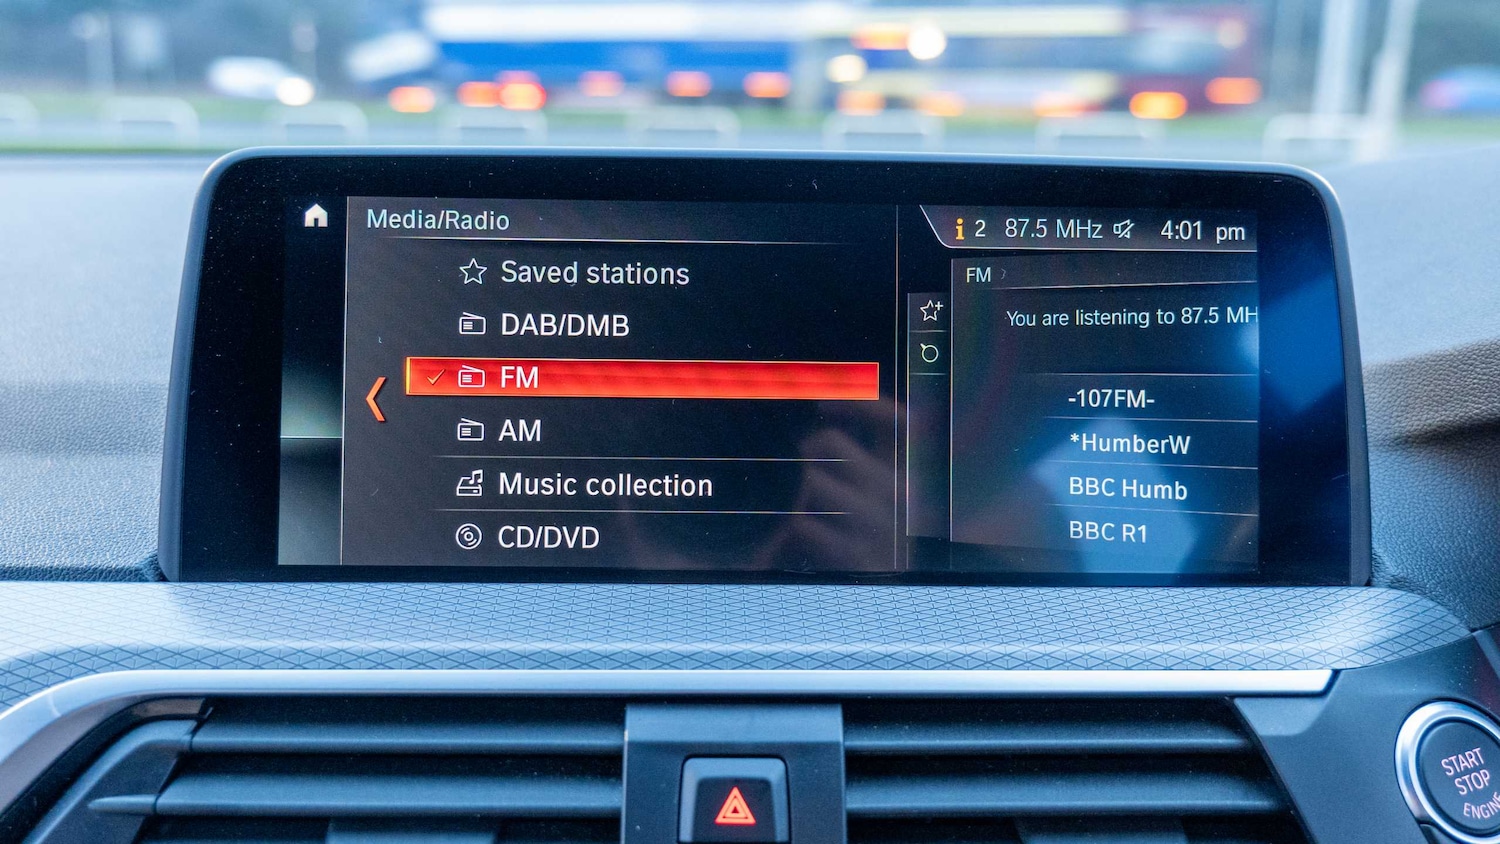 Media/Radio
Saved stations
DAB/DMB
FM
AM
Music collection
CD/DVD
2 87.5 MHz 4:01 pm
FM
You are listening to 87.5 MH
-107FM-
*HumberW
BBC Humb
BBC R1
START
STOP
ENGINE